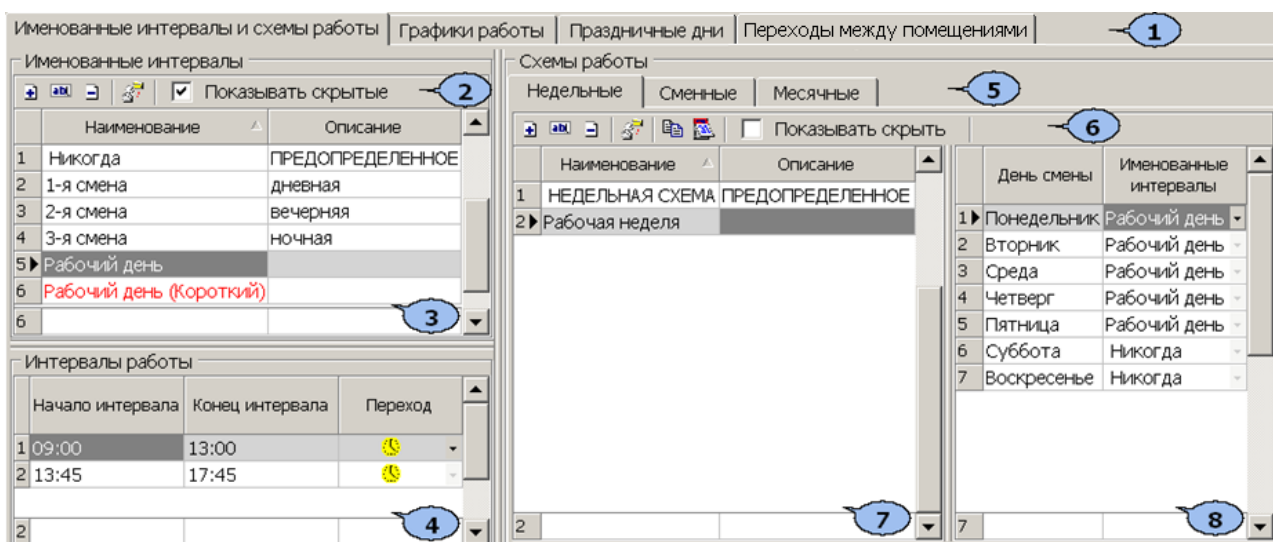 Именованные интервалы и схемы работы Графики работы Праздничные дни Переходы между помещениями 1
Именованные интервалы
abl Показывать скрытые 2
Наименование Описание
1 Никогда ПРЕДОПРЕДЕЛЕННОЕ
2 1-я смена дневная
3 2-я смена вечерняя
4 3-я смена ночная
5 Рабочий день
6 Рабочий день (Короткий)
6 3
Интервалы работы
Начало интервала Конец интервала Переход
1 09:00 13:00
2 13:45 17:45
2 4
Схемы работы
Недельные Сменные Месячные 5
abl Показывать скрыть 6
Наименование Описание
1 НЕДЕЛЬНАЯ СХЕМА ПРЕДОПРЕДЕЛЕННОЕ
2 Рабочая неделя
2 7
День смены Именованные интервалы
1 Понедельник Рабочий день
2 Вторник Рабочий день
3 Среда Рабочий день
4 Четверг Рабочий день
5 Пятница Рабочий день
6 Суббота Никогда
7 Воскресенье Никогда
7 8